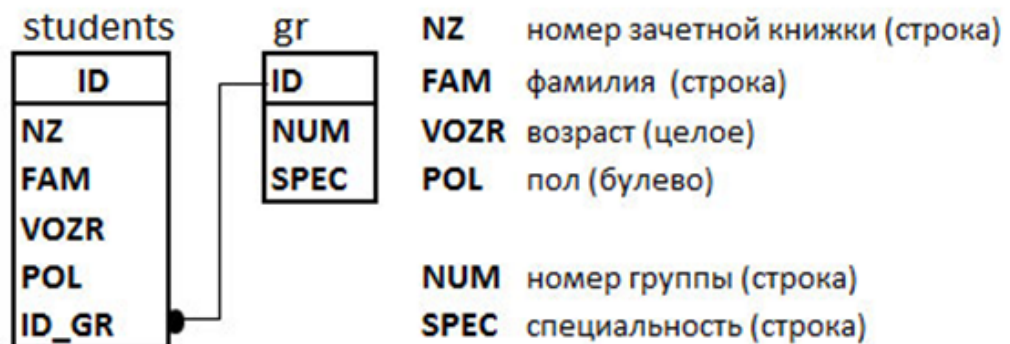 students
ID
NZ
FAM
VOZR
POL
ID_GR
gr
ID
NUM
SPEC
NZ номер зачетной книжки (строка)
FAM фамилия (строка)
VOZR возраст (целое)
POL пол (булево)
NUM номер группы (строка)
SPEC специальность (строка)